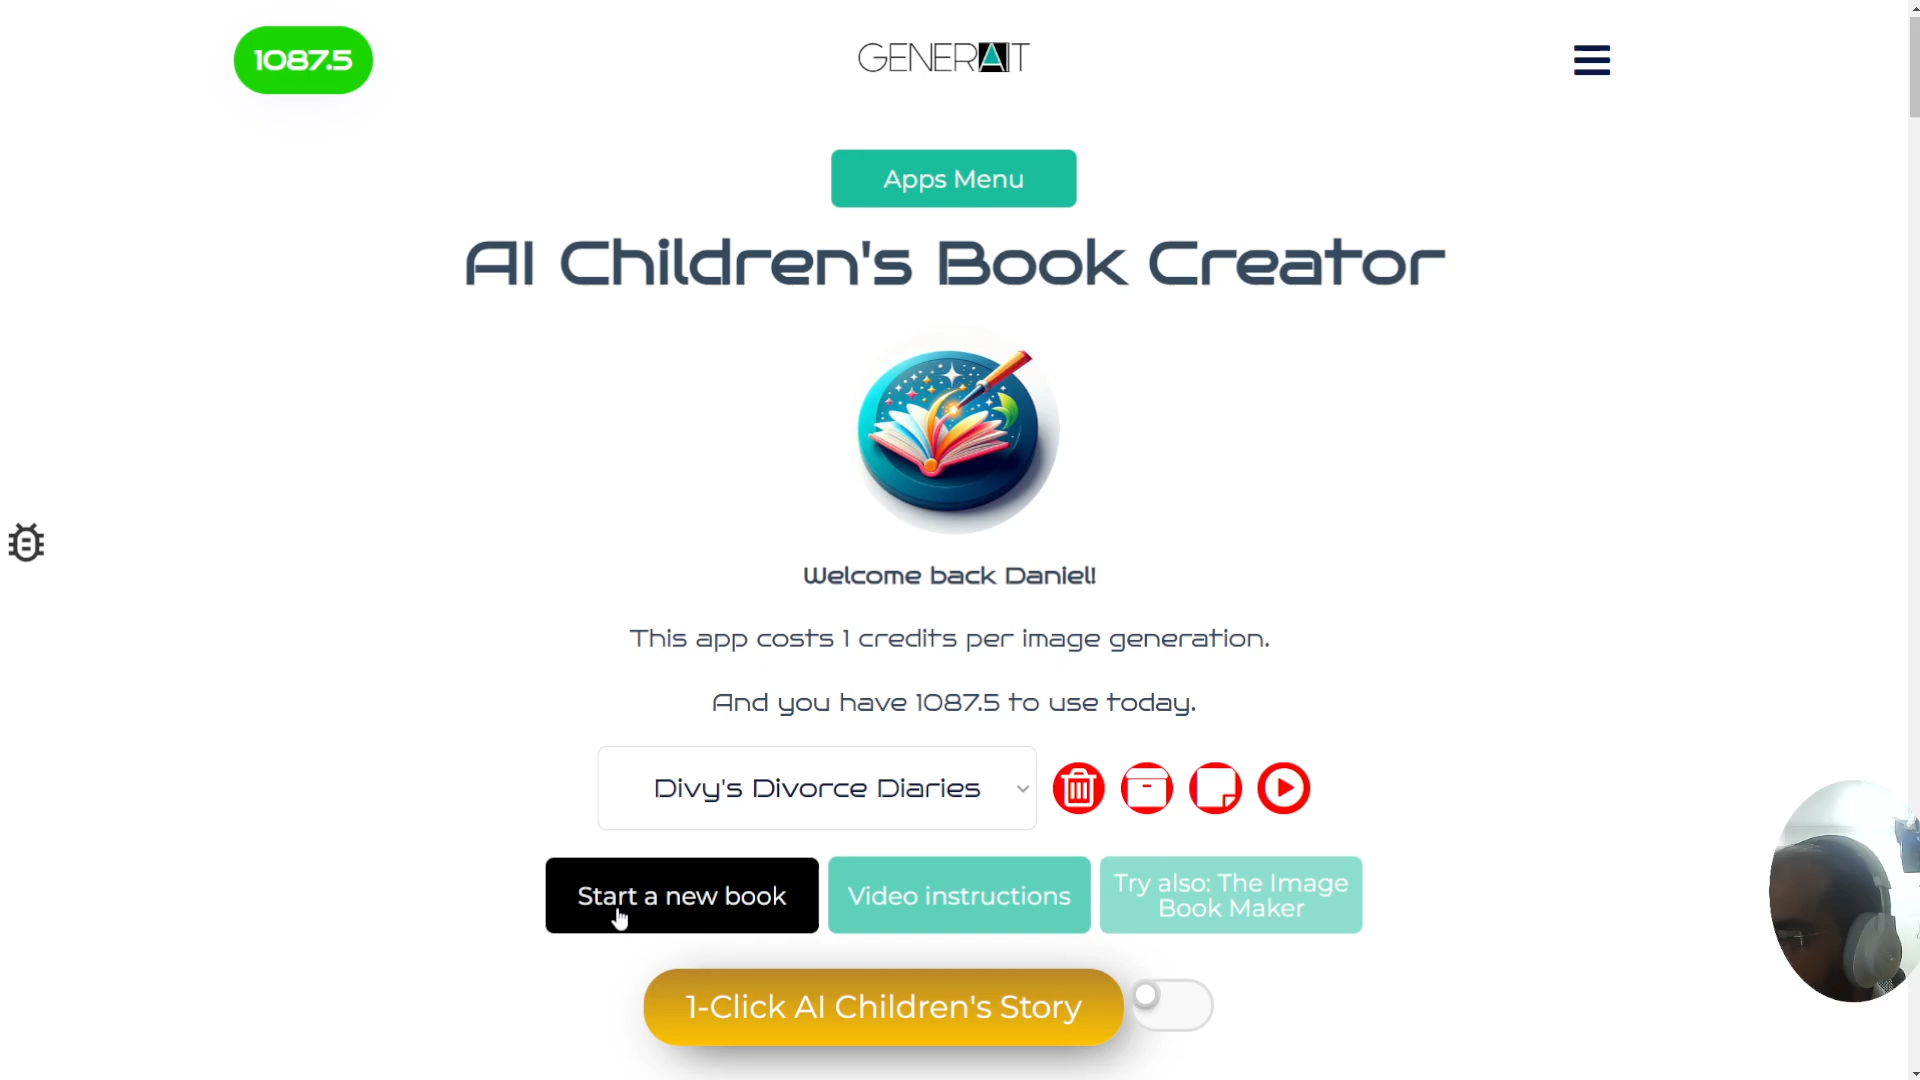 1087.5
GENERAIT
Apps Menu
AI Children's Book Creator
Welcome back Daniel!
This app costs 1 credits per image generation.
And you have 1087.5 to use today.
Divy's Divorce Diaries
Start a new book
Video instructions
Try also: The Image
Book Maker
1-Click AI Children's Story